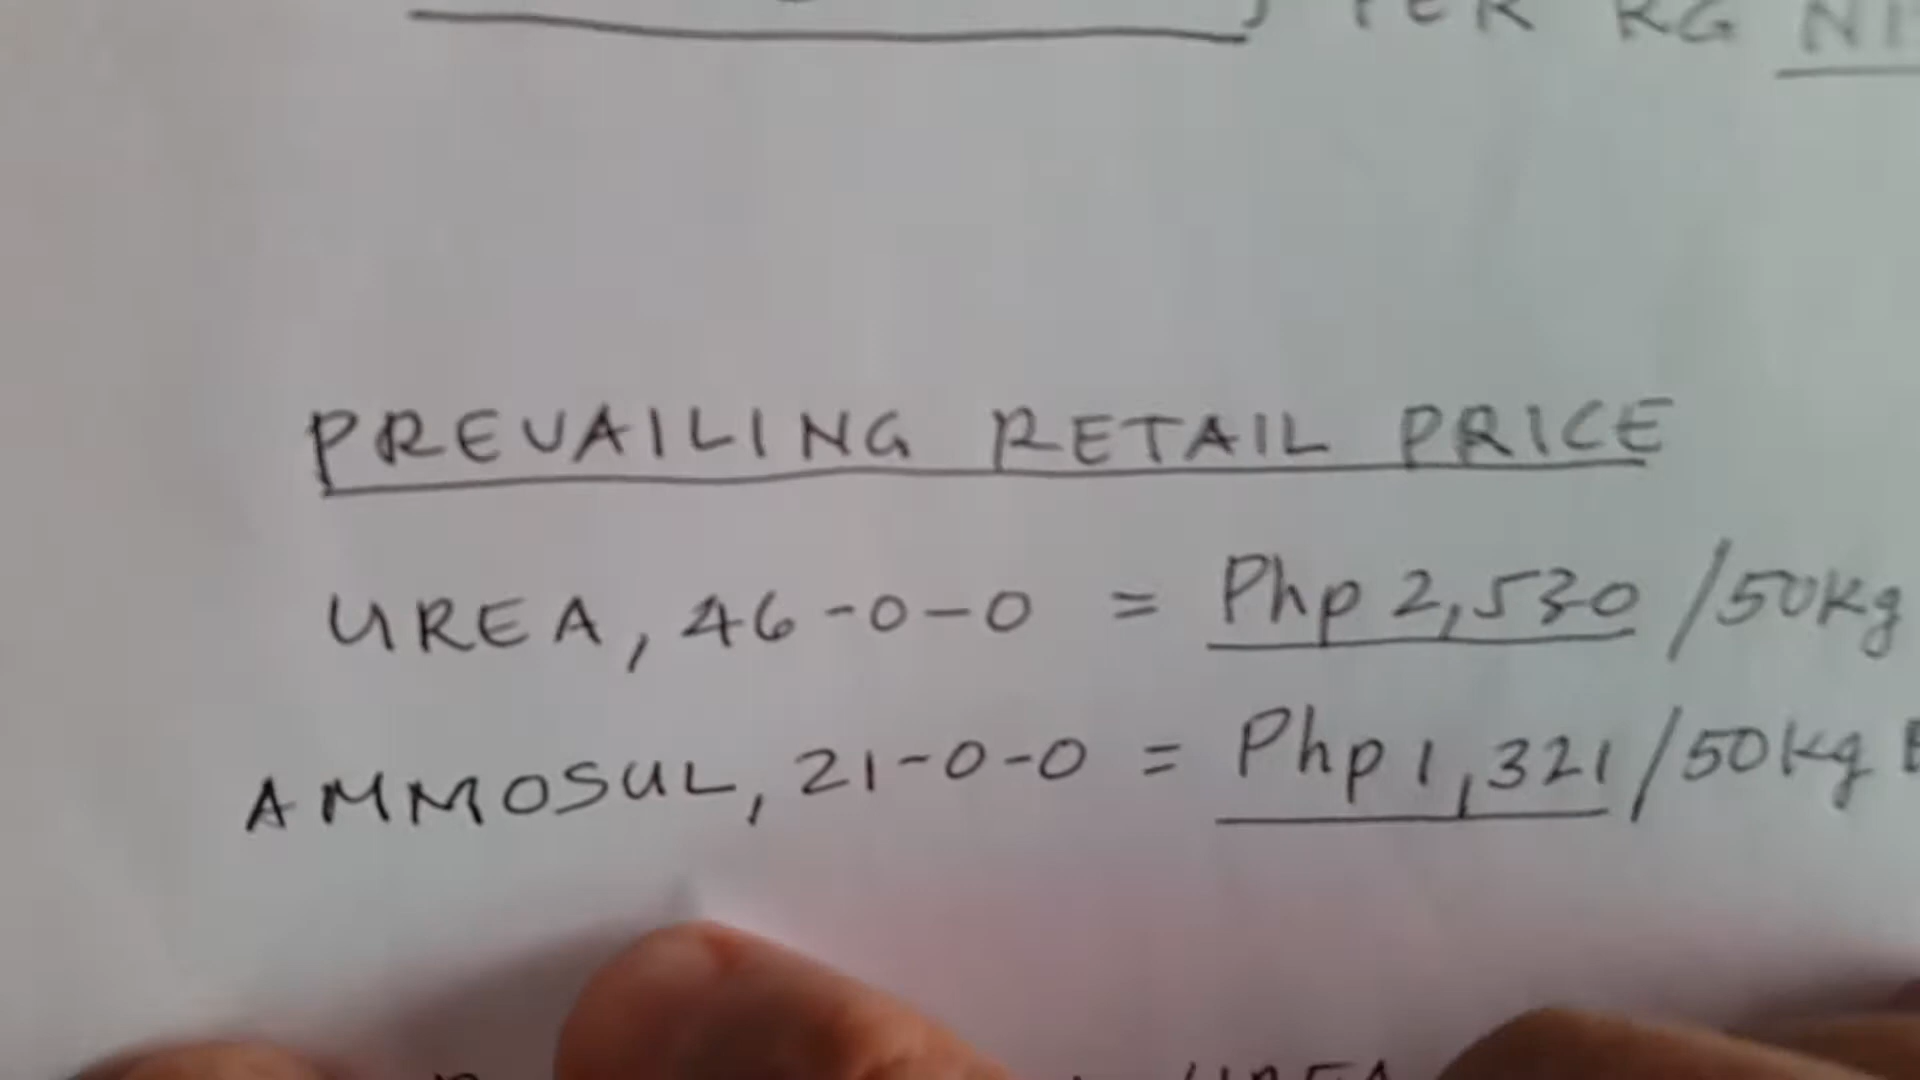 PER KG
PREVAILING RETAIL PRICE
UREA, 46-0-0 = Php 2,530 /50kg
AMMOSUL, 21-0-0 = Php 1,321/50kg
UREA